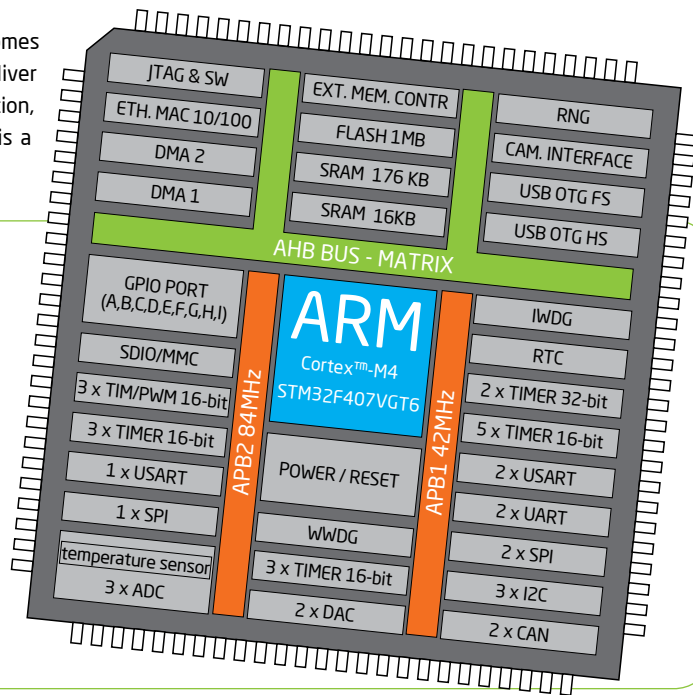 omes
liver
tion,
is a
JTAG & SW
ETH. MAC 10/100
DMA 2
DMA 1
EXT. MEM. CONTR
FLASH 1MB
SRAM 176 KB
SRAM 16KB
RNG
CAM. INTERFACE
USB OTG FS
USB OTG HS
AHB BUS - MATRIX
GPIO PORT
(A,B,C,D,E,F,G,H,I)
SDIO/MMC
3 x TIM/PWM 16-bit
3 x TIMER 16-bit
1 x USART
1 x SPI
temperature sensor
3 x ADC
APB2 84MHz
ARM
Cortex™-M4
STM32F407VGT6
POWER / RESET
WWDG
3 x TIMER 16-bit
2 x DAC
APB1 42MHz
IWDG
RTC
2 x TIMER 32-bit
5 x TIMER 16-bit
2 x USART
2 x UART
2 x SPI
3 x I2C
2 x CAN